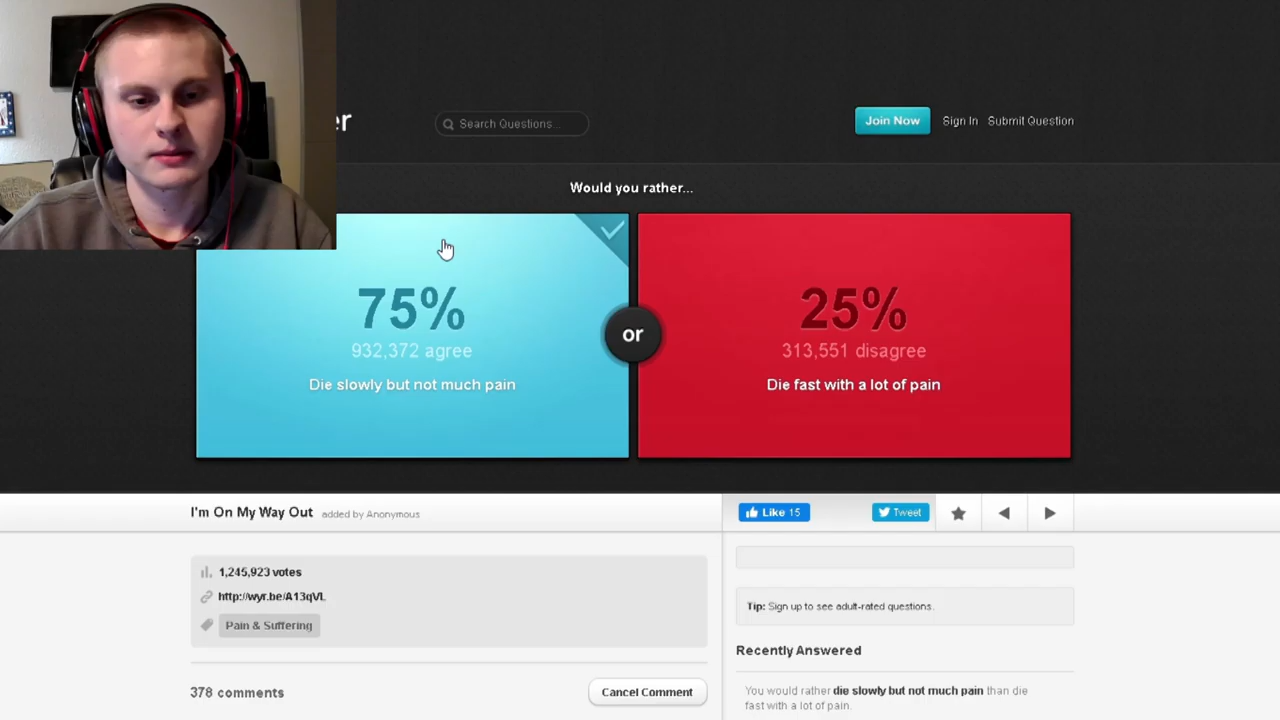 er
Search Questions...
Join Now
Sign In
Submit Question
Would you rather...
75%
932,372 agree
Die slowly but not much pain
or
25%
313,551 disagree
Die fast with a lot of pain
I'm On My Way Out
added by Anonymous
Like 15
Tweet
1,245,923 votes
http://wyr.be/A13qVL
Pain & Suffering
Tip: Sign up to see adult-rated questions.
Recently Answered
378 comments
Cancel Comment
You would rather die slowly but not much pain than die
fast with a lot of pain.